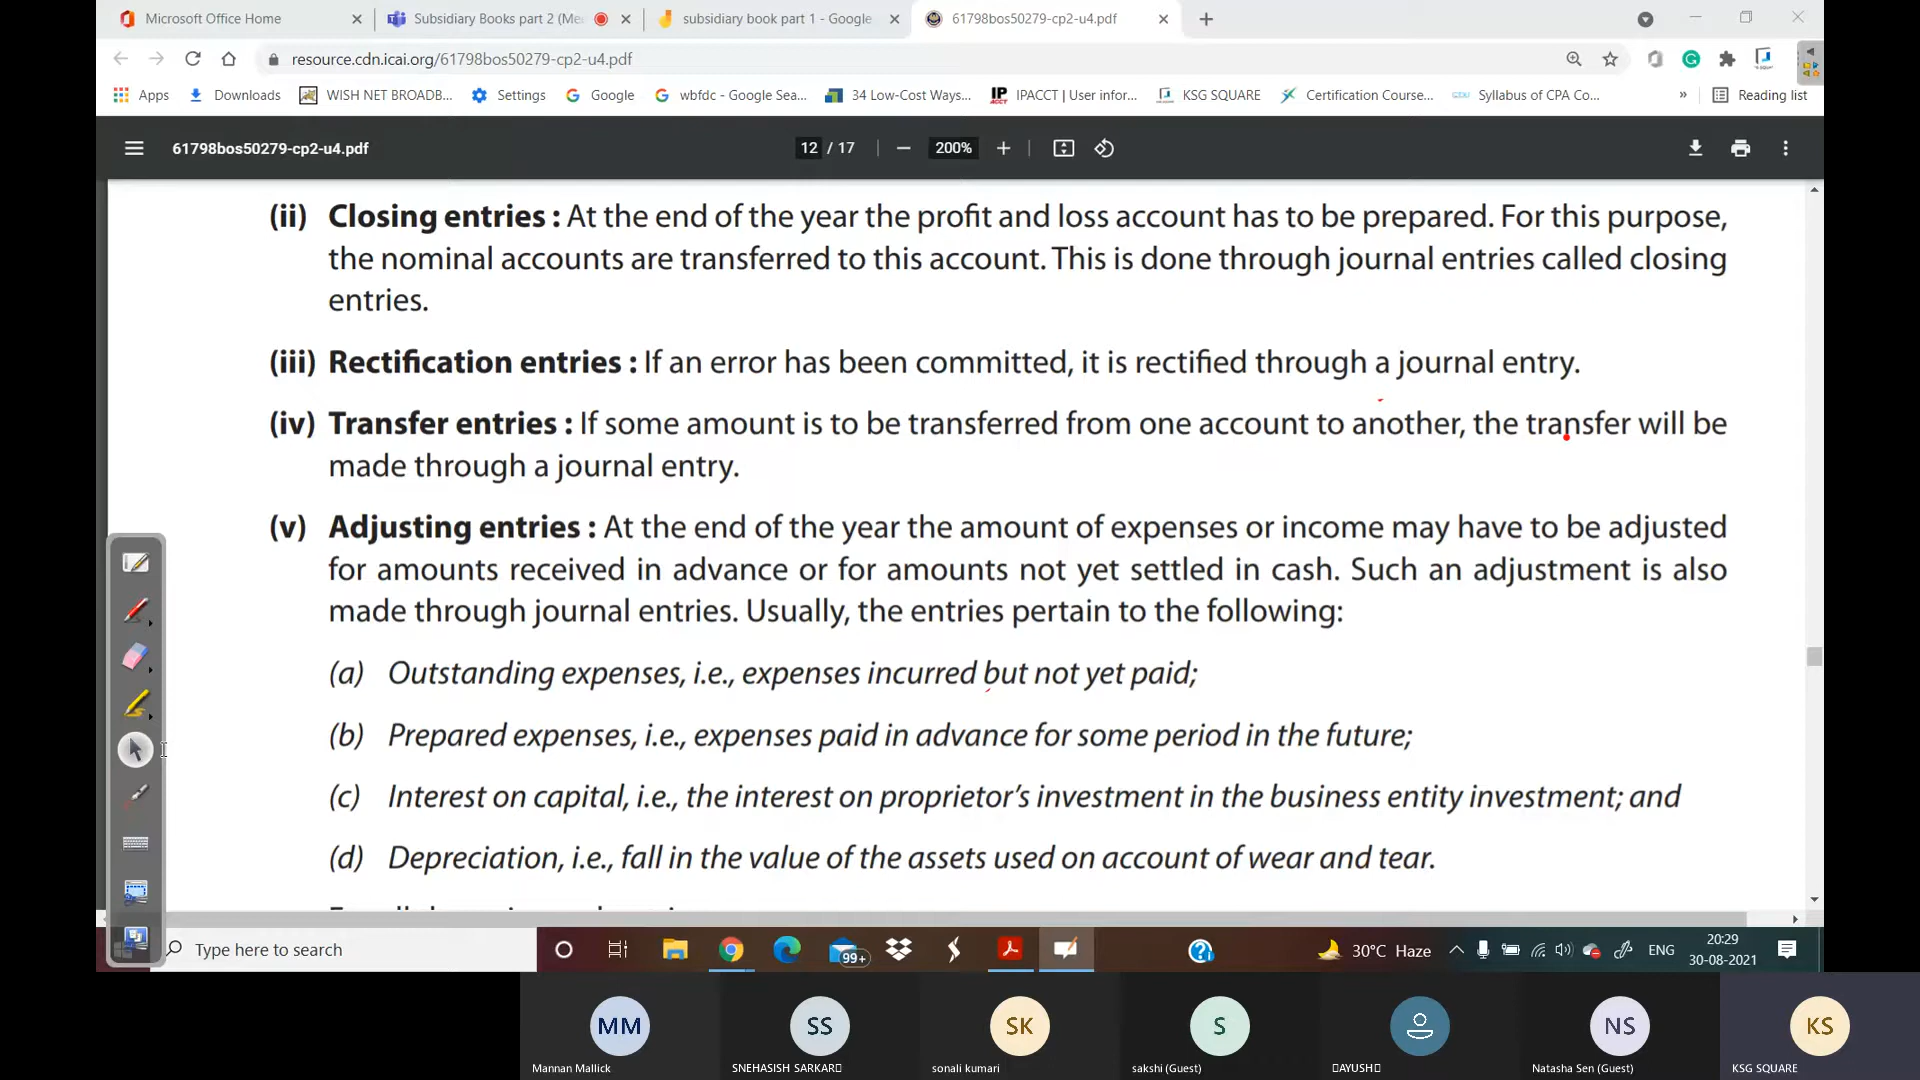 Microsoft Office Home
Subsidiary Books part 2 (Me
subsidiary book part 1 - Google
61798bos50279-cp2-u4.pdf
resource.cdn.icai.org/61798bos50279-cp2-u4.pdf
Apps Downloads WISH NET BROADB... Settings Google wbfdc - Google Sea... 34 Low-Cost Ways... IPACCT | User infor... KSG SQUARE Certification Course... Syllabus of CPA Co... » Reading list
61798bos50279-cp2-u4.pdf 12 / 17 200%
(ii) Closing entries : At the end of the year the profit and loss account has to be prepared. For this purpose,
the nominal accounts are transferred to this account. This is done through journal entries called closing
entries.
(iii) Rectification entries : If an error has been committed, it is rectified through a journal entry.
(iv) Transfer entries : If some amount is to be transferred from one account to another, the transfer will be
made through a journal entry.
(v) Adjusting entries : At the end of the year the amount of expenses or income may have to be adjusted
for amounts received in advance or for amounts not yet settled in cash. Such an adjustment is also
made through journal entries. Usually, the entries pertain to the following:
(a) Outstanding expenses, i.e., expenses incurred but not yet paid;
(b) Prepared expenses, i.e., expenses paid in advance for some period in the future;
(c) Interest on capital, i.e., the interest on proprietor's investment in the business entity investment; and
(d) Depreciation, i.e., fall in the value of the assets used on account of wear and tear.
Type here to search
99+
30°C Haze
ENG
20:29
30-08-2021
MM SS SK S NS KS
Mannan Mallick SNEHASISH SARKAR sonali kumari sakshi (Guest) AYUSH Natasha Sen (Guest) KSG SQUARE